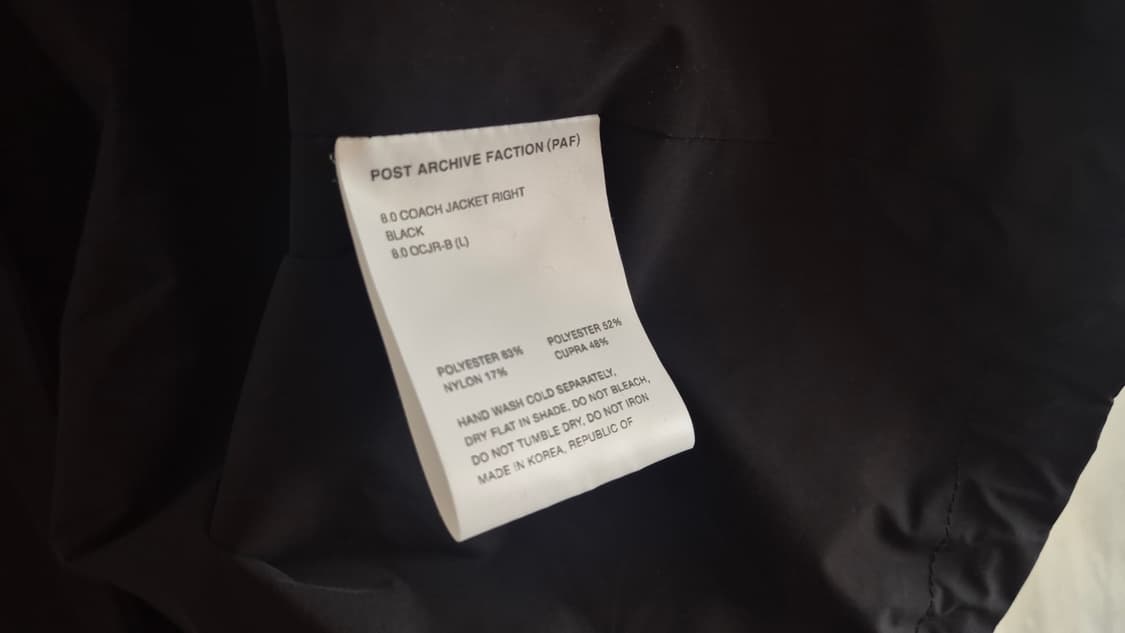 POST ARCHIVE FACTION (PAF)
8.0 COACH JACKET RIGHT
BLACK
8.0 OCJR-B (L)
POLYESTER 83% POLYESTER 52%
NYLON 17% CUPRA 48%
HAND WASH COLD SEPARATELY,
DRY FLAT IN SHADE, DO NOT BLEACH,
DO NOT TUMBLE DRY, DO NOT IRON
MADE IN KOREA, REPUBLIC OF